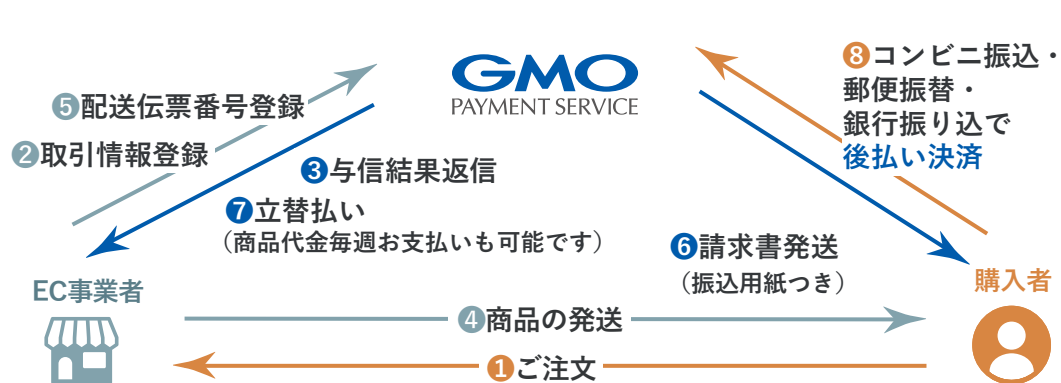 GMO
PAYMENT SERVICE
❽コンビニ振込・
郵便振替・
銀行振り込で
後払い決済
❺配送伝票番号登録
❷取引情報登録
❸与信結果返信
❼立替払い
（商品代金毎週お支払いも可能です）
❻請求書発送
（振込用紙つき）
EC事業者
購入者
❹商品の発送
❶ご注文